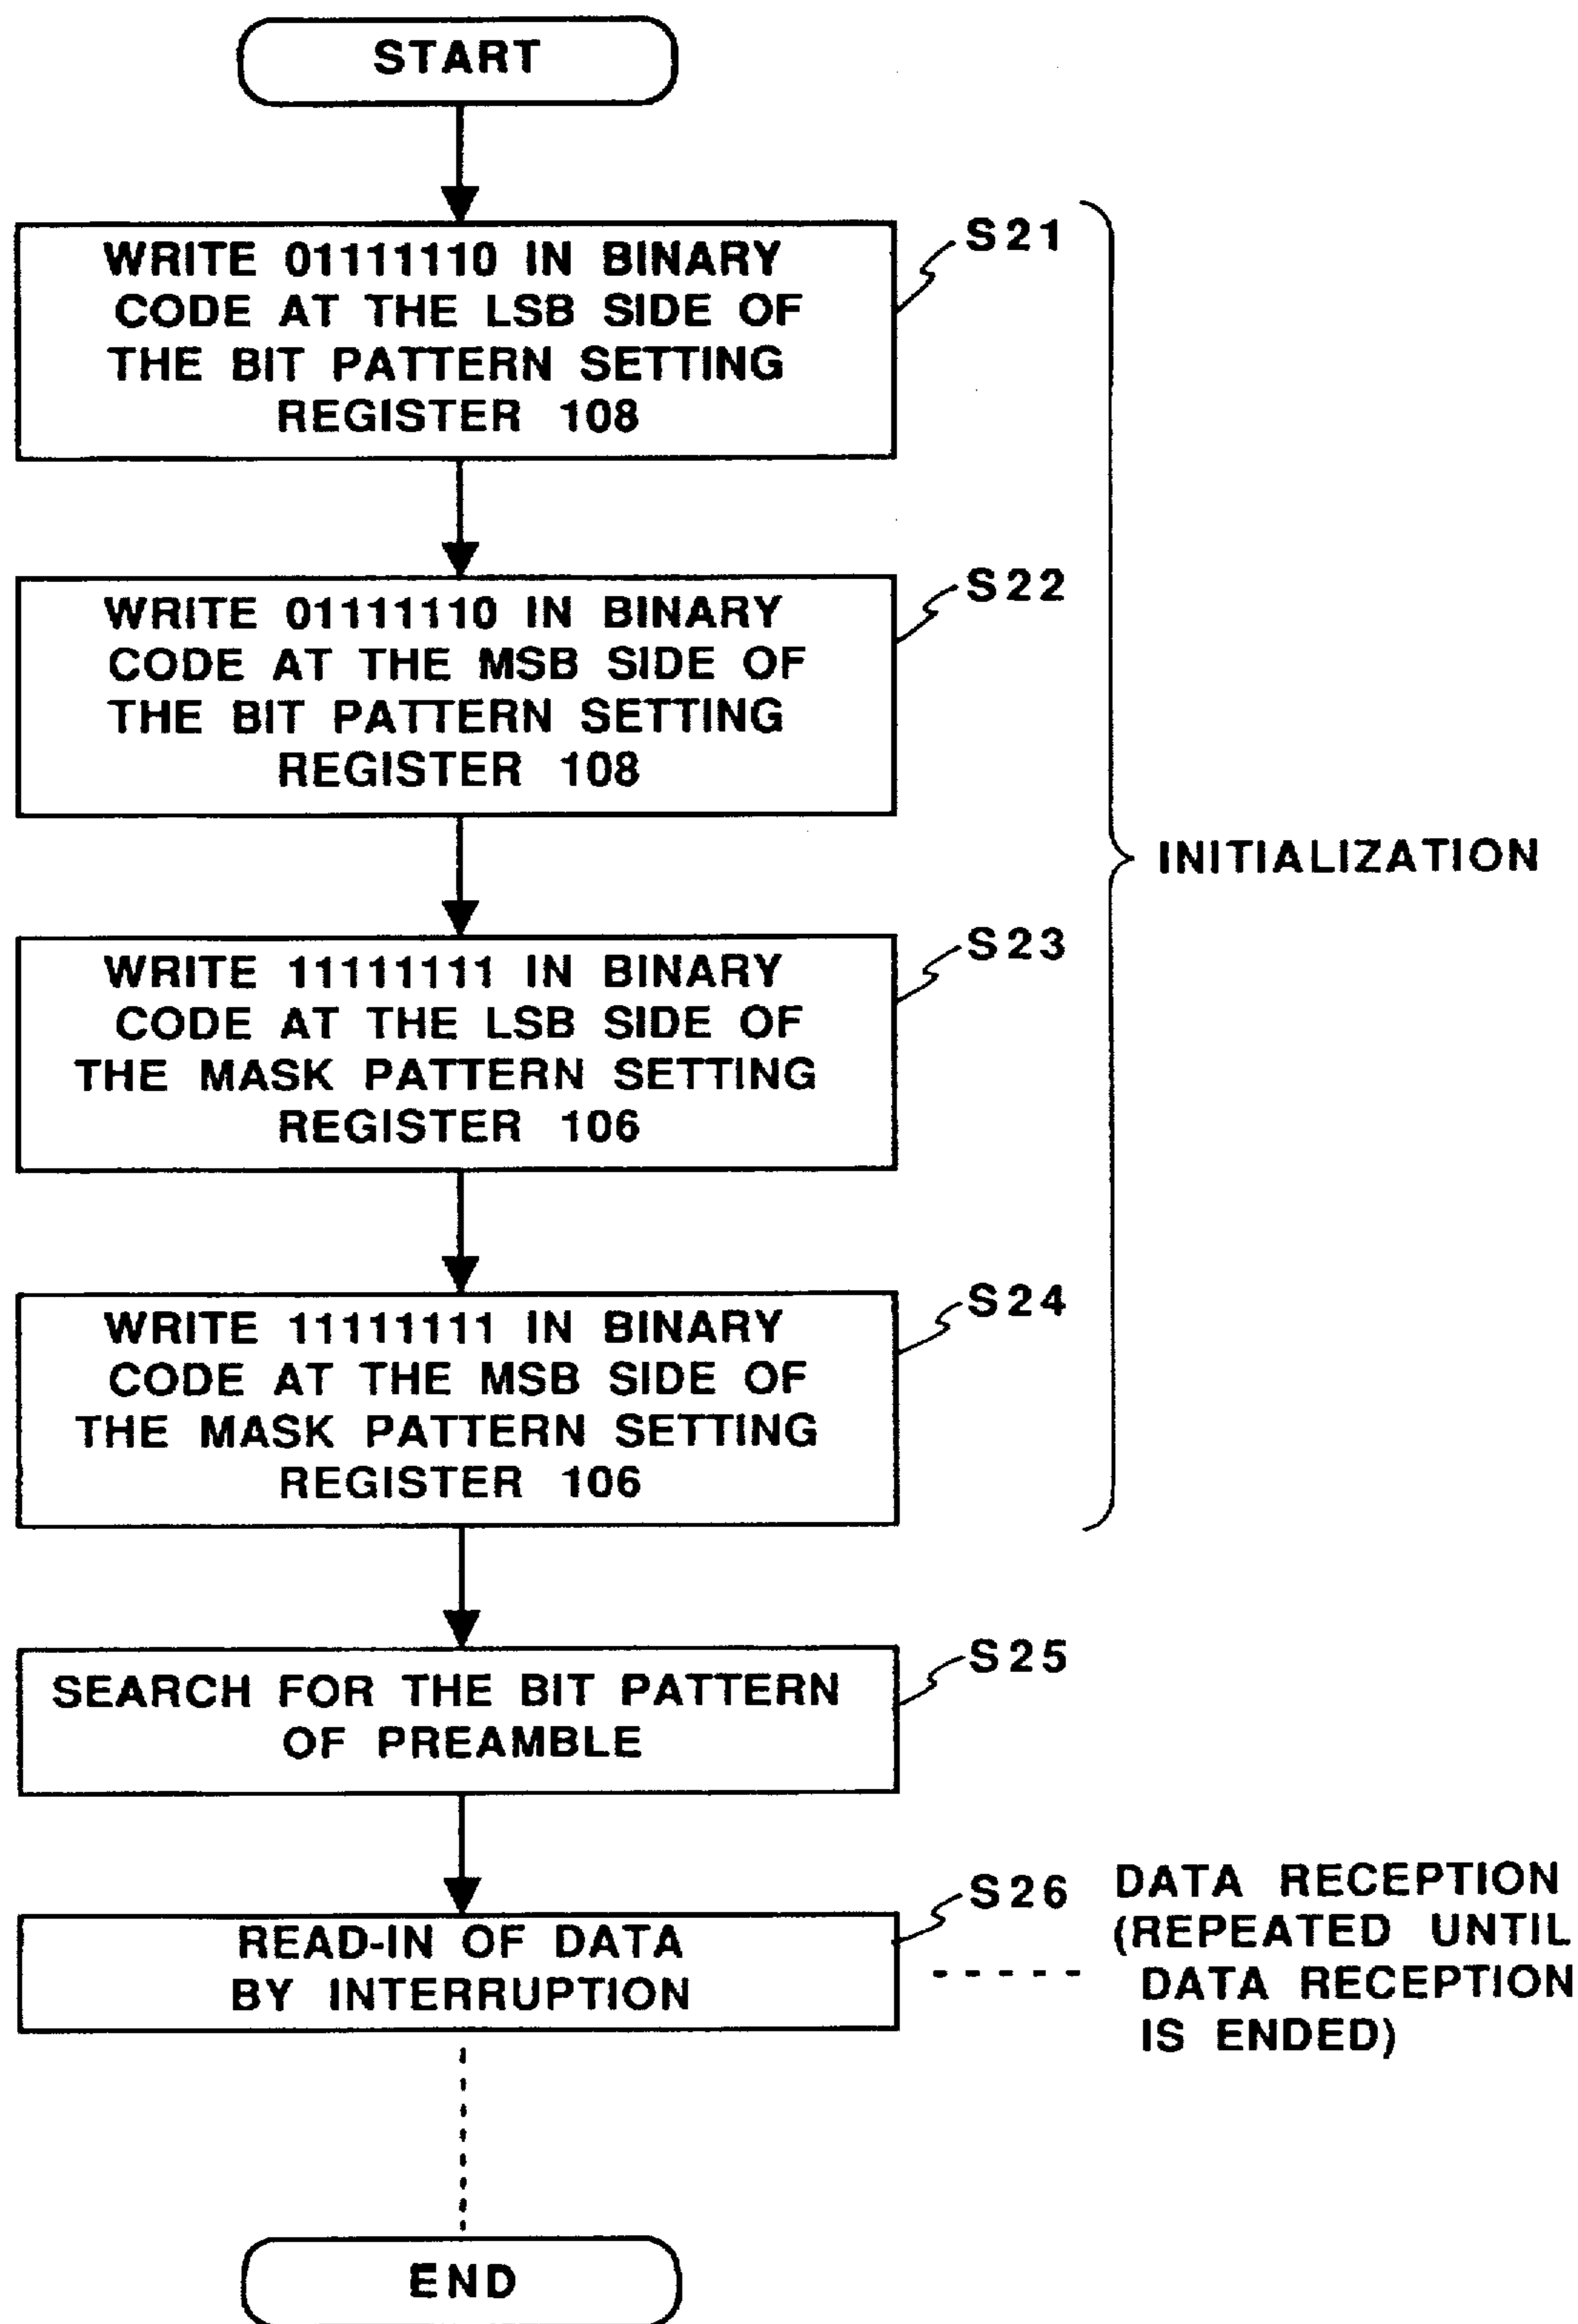 START
WRITE 01111110 IN BINARY
CODE AT THE LSB SIDE OF
THE BIT PATTERN SETTING
REGISTER 108
S21
WRITE 01111110 IN BINARY
CODE AT THE MSB SIDE OF
THE BIT PATTERN SETTING
REGISTER 108
S22
INITIALIZATION
WRITE 11111111 IN BINARY
CODE AT THE LSB SIDE OF
THE MASK PATTERN SETTING
REGISTER 106
S23
WRITE 11111111 IN BINARY
CODE AT THE MSB SIDE OF
THE MASK PATTERN SETTING
REGISTER 106
S24
SEARCH FOR THE BIT PATTERN
OF PREAMBLE
S25
READ-IN OF DATA
BY INTERRUPTION
S26
DATA RECEPTION
(REPEATED UNTIL
DATA RECEPTION
IS ENDED)
END